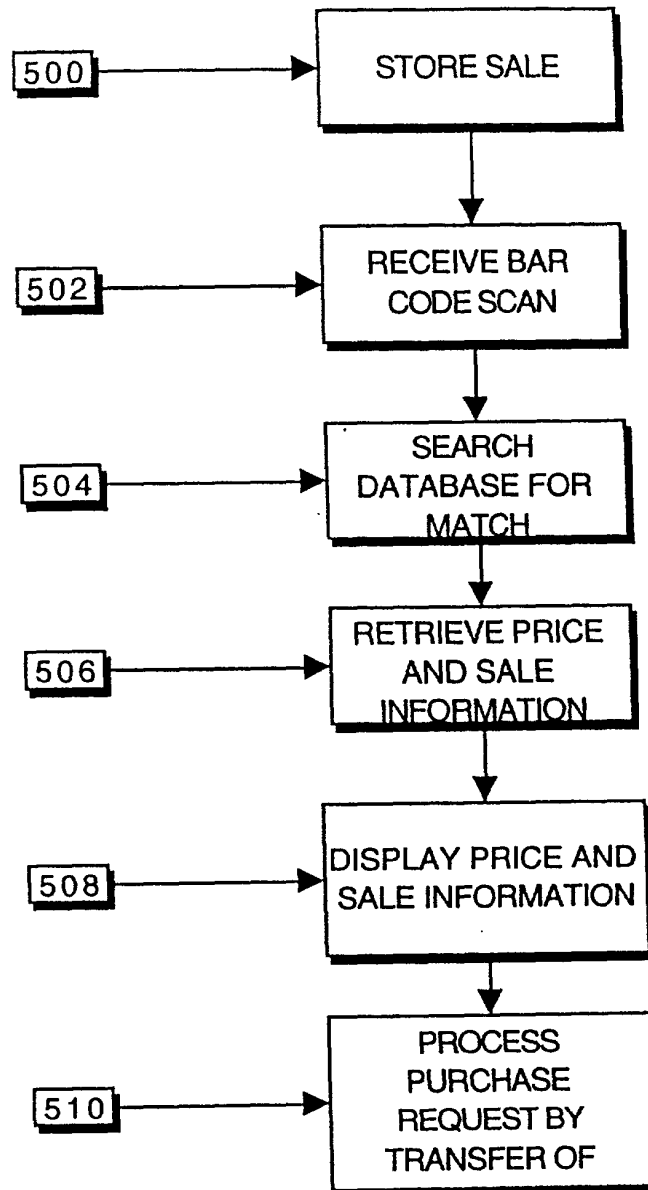 500
STORE SALE
502
RECEIVE BAR
CODE SCAN
504
SEARCH
DATABASE FOR
MATCH
506
RETRIEVE PRICE
AND SALE
INFORMATION
508
DISPLAY PRICE AND
SALE INFORMATION
510
PROCESS
PURCHASE
REQUEST BY
TRANSFER OF